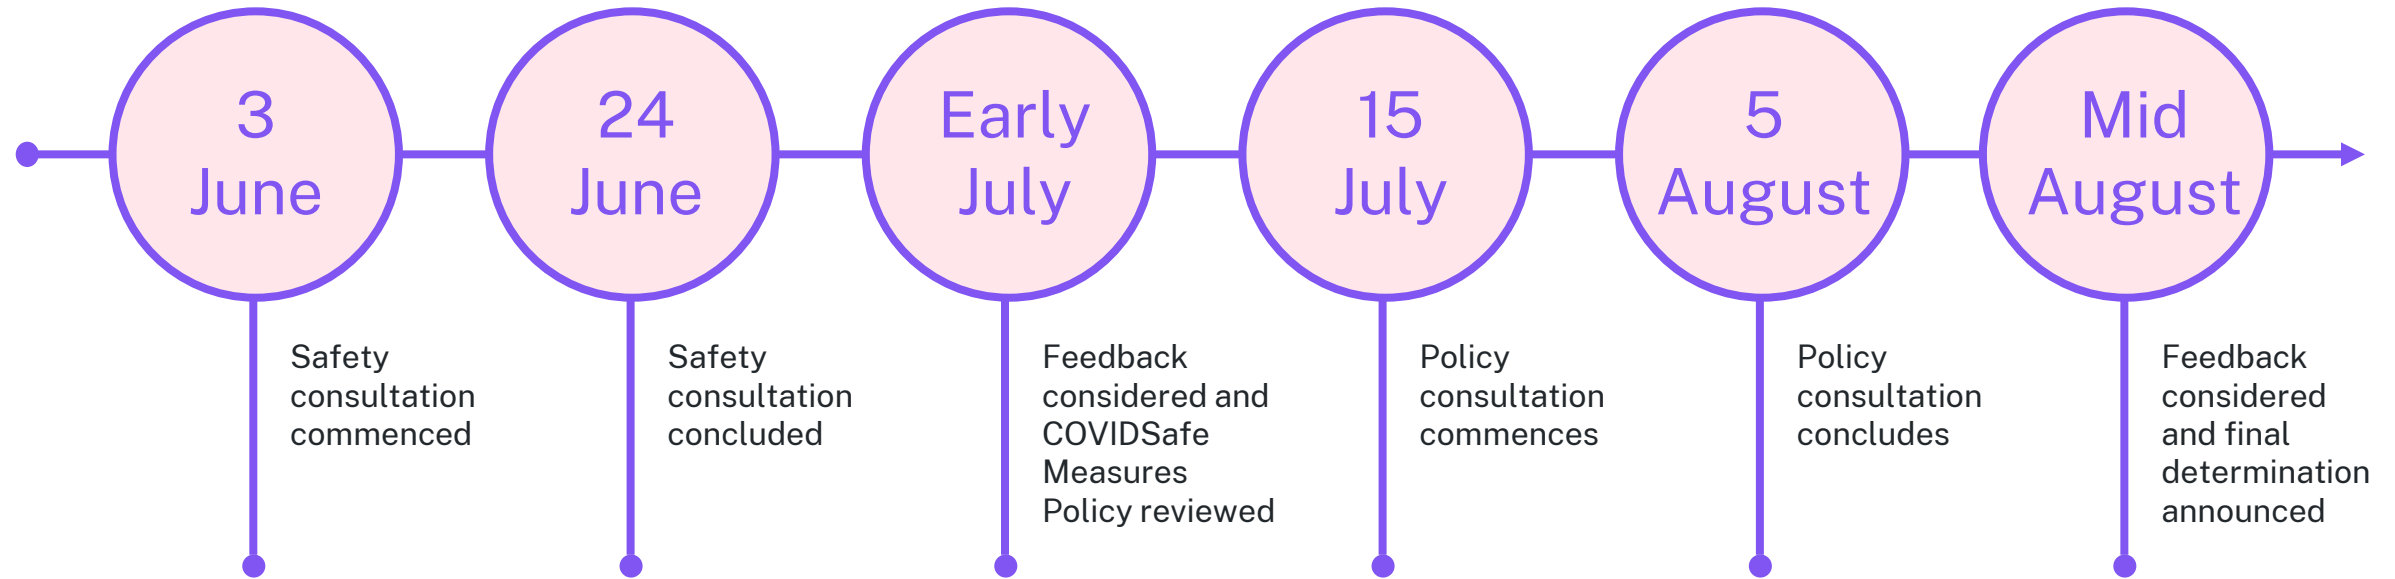 3
June
24
June
Early
July
15
July
5
August
Mid
August
Safety
consultation
commenced
Safety
consultation
concluded
Feedback
considered and
COVIDSafe
Measures
Policy reviewed
Policy
consultation
commences
Policy
consultation
concludes
Feedback
considered
and final
determination
announced